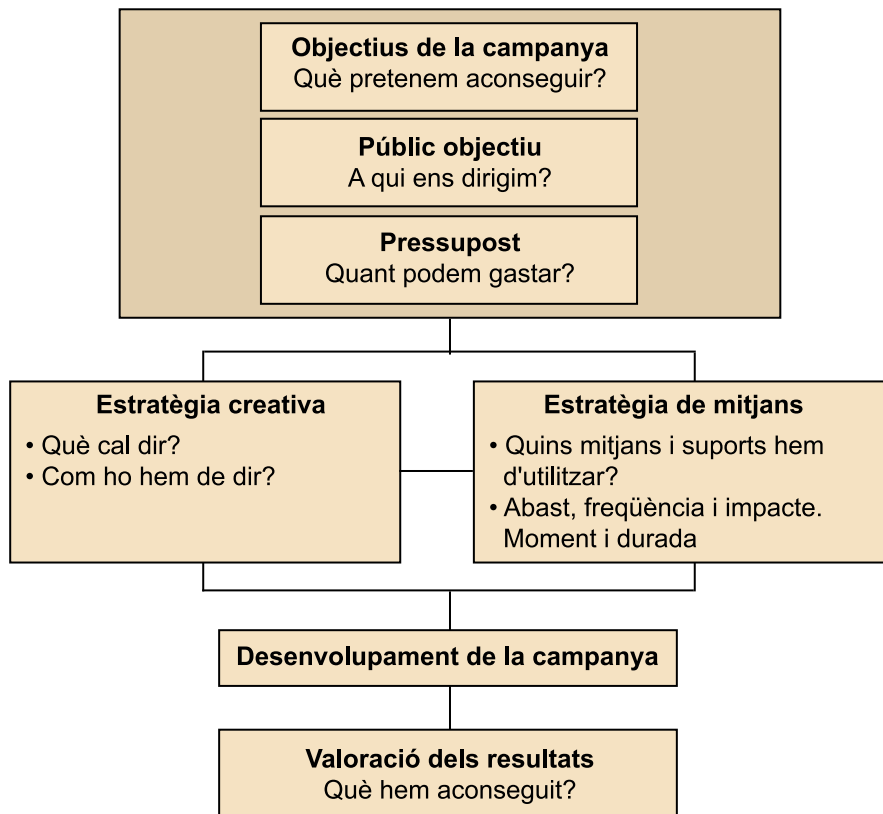 Objectius de la campanya
Què pretenem aconseguir?
Públic objectiu
A qui ens dirigim?
Pressupost
Quant podem gastar?
Estratègia creativa
• Què cal dir?
• Com ho hem de dir?
Estratègia de mitjans
• Quins mitjans i suports hem
d'utilitzar?
• Abast, freqüència i impacte.
Moment i durada
Desenvolupament de la campanya
Valoració dels resultats
Què hem aconseguit?